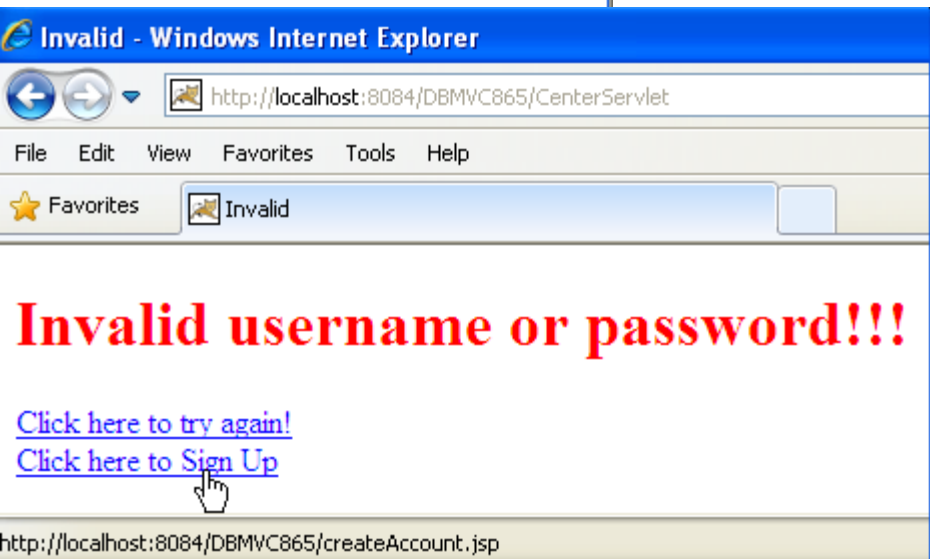 Invalid - Windows Internet Explorer
http://localhost:8084/DBMVC865/CenterServlet
File Edit View Favorites Tools Help
Favorites Invalid
Invalid username or password!!!
Click here to try again!
Click here to Sign Up
http://localhost:8084/DBMVC865/createAccount.jsp